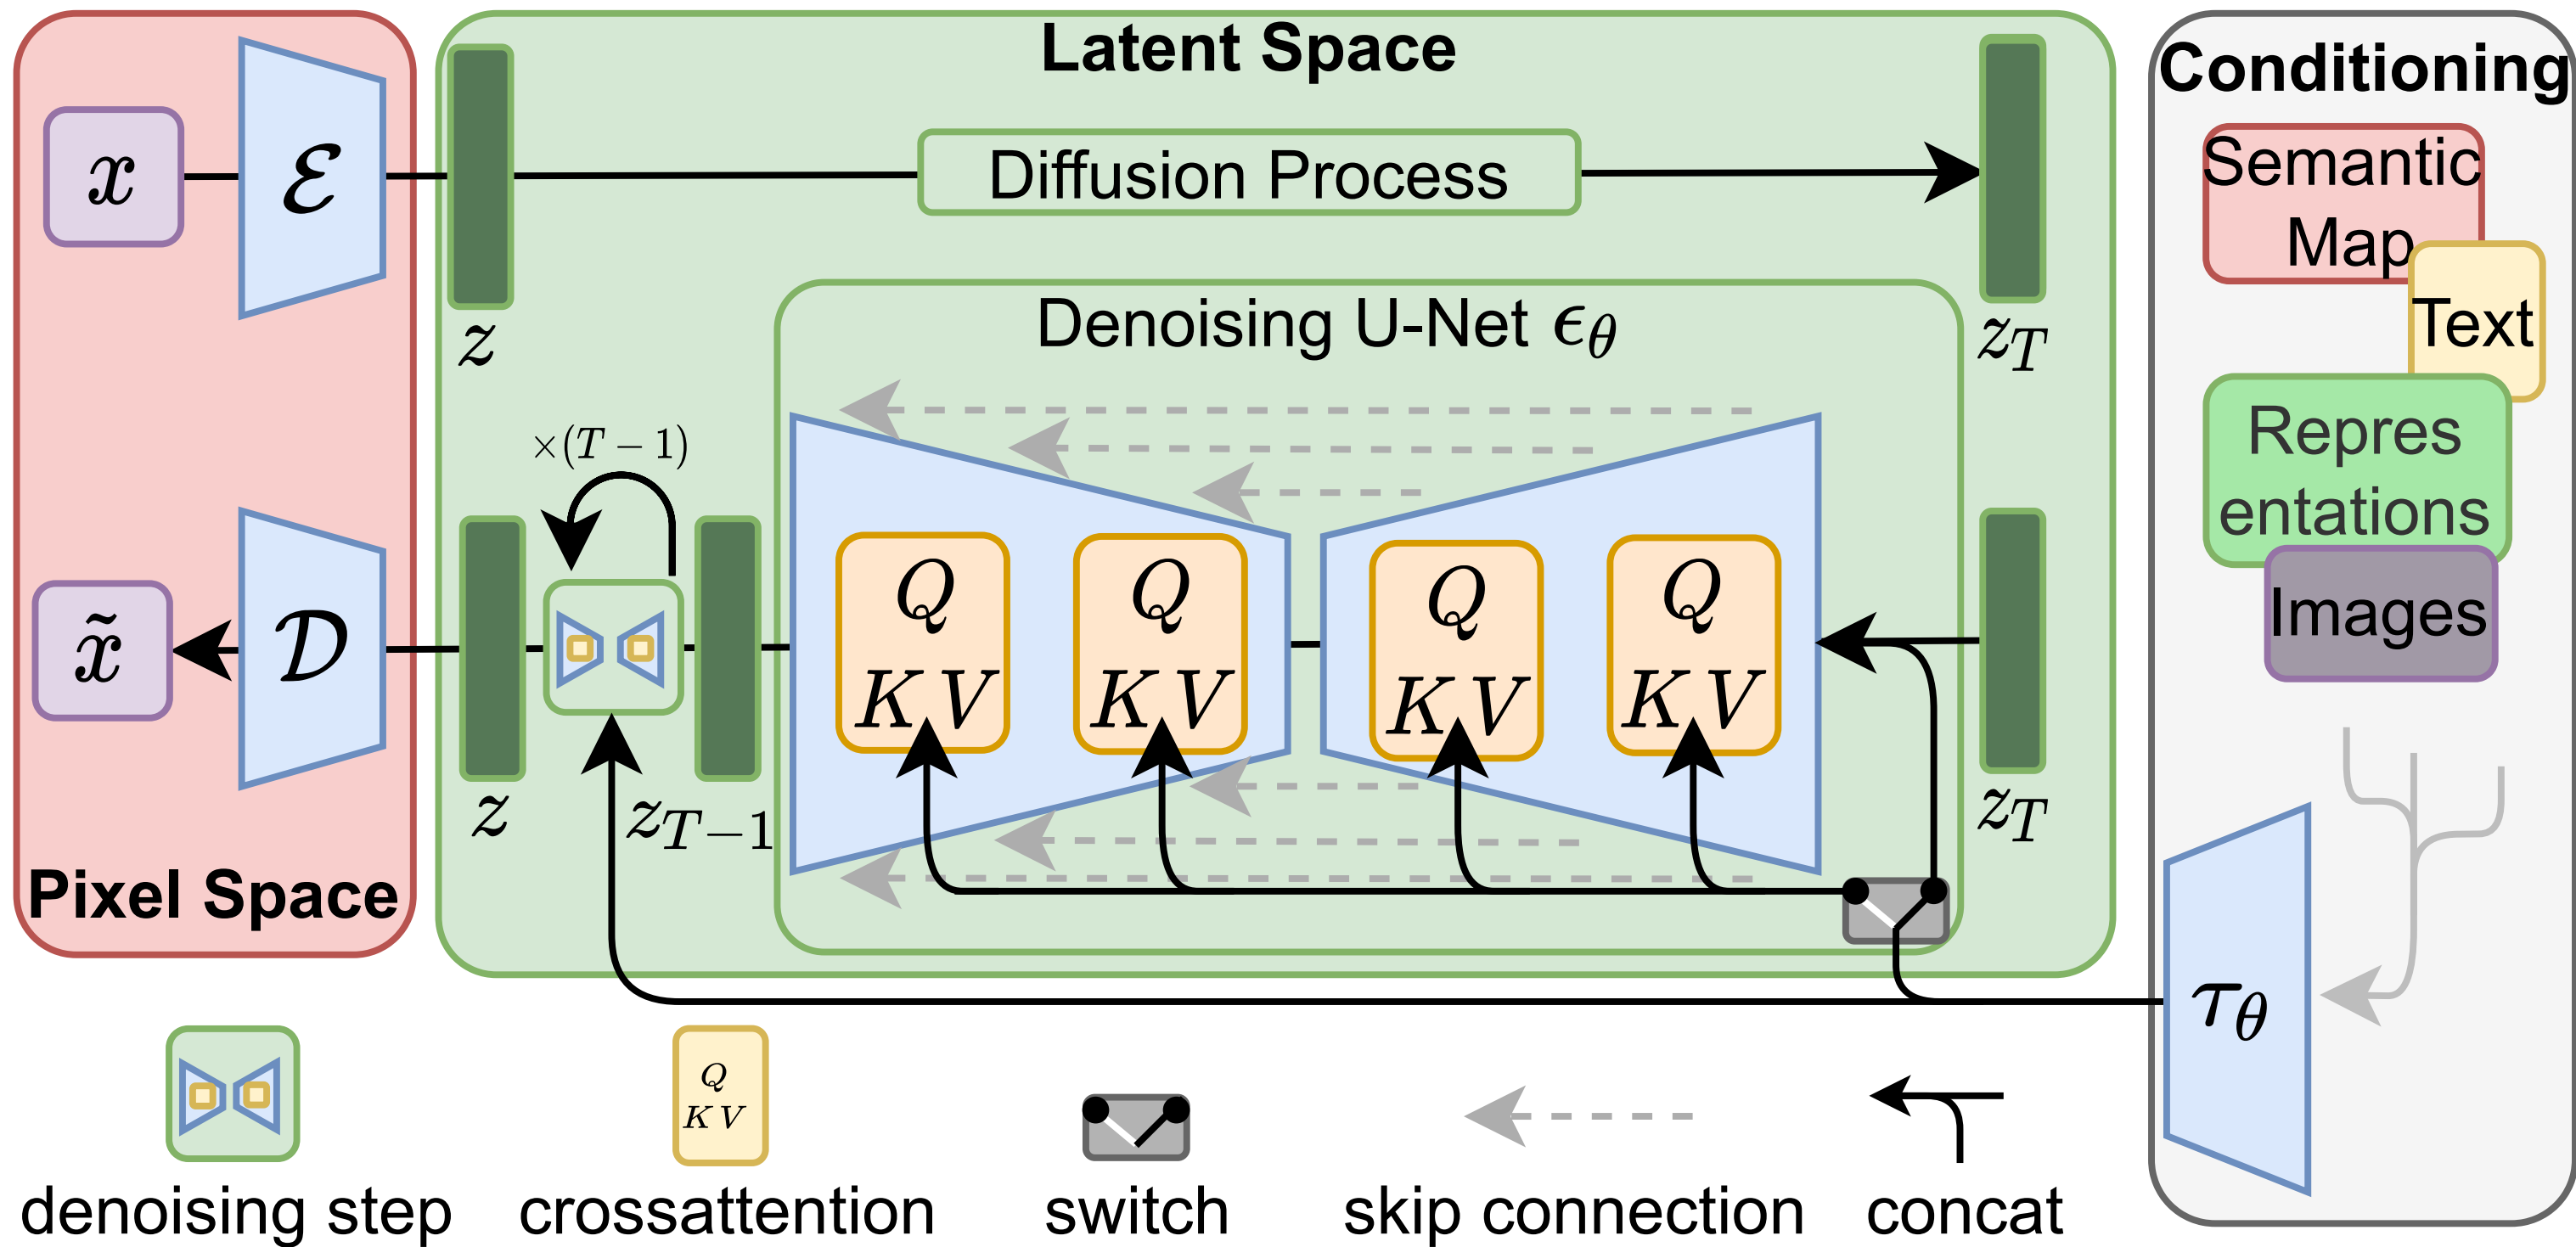 Latent Space
Conditioning
x
ℰ
z
Diffusion Process
z_T
Semantic
Map
Text
Repres
entations
Images
Denoising U-Net ϵ_θ
×(T − 1)
Q
K V
Q
K V
Q
K V
Q
K V
x̃
𝒟
z
z_{T−1}
z_T
Pixel Space
τ_θ
Q
K V
denoising step
crossattention
switch
skip connection
concat